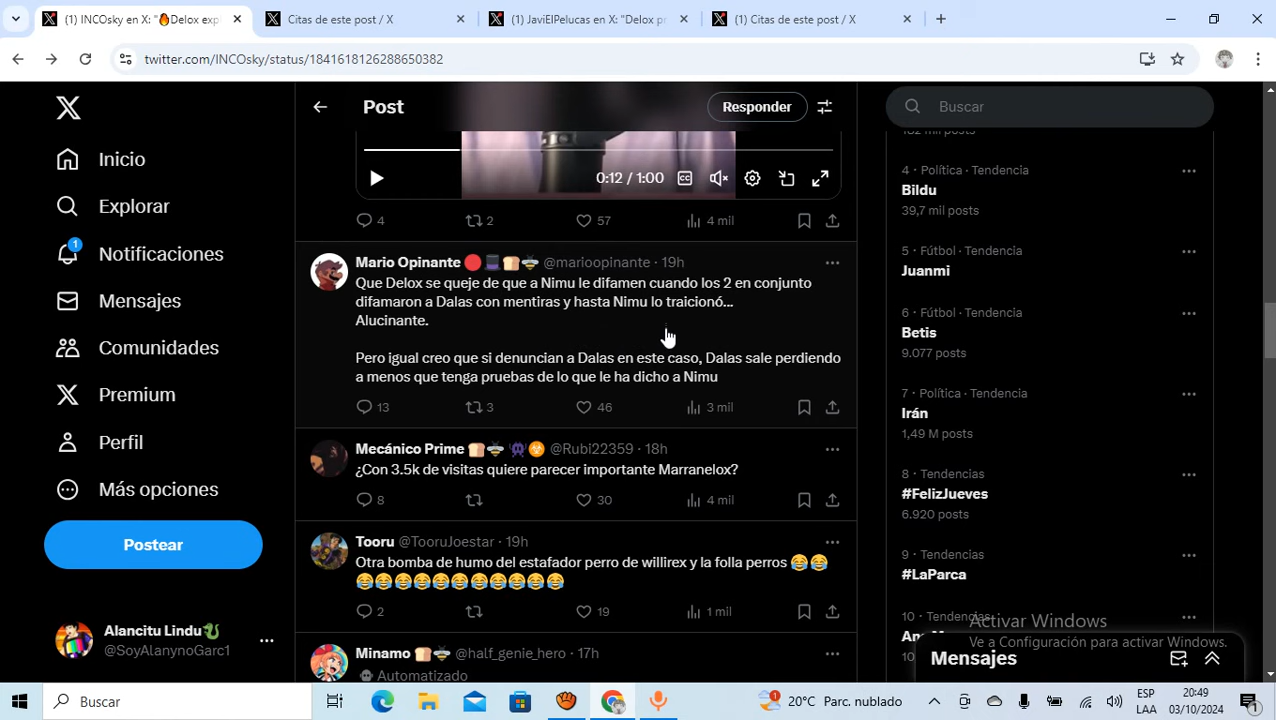 (1) INCOsky en X: "🔥Delox exp
Citas de este post / X
(1) JaviElPelucas en X: "Delox pr
(1) Citas de este post / X
twitter.com/INCOsky/status/1841618126288650382
Post
Responder
Buscar
Inicio
Explorar
1
Notificaciones
Mensajes
Comunidades
Premium
Perfil
Más opciones
Postear
Alancitu Lindu🐉
@SoyAlanynoGarc1
0:12 / 1:00
4 2 57 4 mil
Mario Opinante 🔴🎩🍞🐝 @marioopinante · 19h
Que Delox se queje de que a Nimu le difamen cuando los 2 en conjunto
difamaron a Dalas con mentiras y hasta Nimu lo traicionó...
Alucinante.
Pero igual creo que si denuncian a Dalas en este caso, Dalas sale perdiendo
a menos que tenga pruebas de lo que le ha dicho a Nimu
13 3 46 3 mil
Mecánico Prime 🍞🐝👾☣️ @Rubi22359 · 18h
¿Con 3.5k de visitas quiere parecer importante Marranelox?
8 30 4 mil
Tooru @TooruJoestar · 19h
Otra bomba de humo del estafador perro de willirex y la folla perros 😂😂
😂😂😂😂😂😂😂😂😂😂😂
2 19 1 mil
Minamo 🍞🐝 @half_genie_hero · 17h
Automatizado
182 mil posts
4 · Política · Tendencia
Bildu
39,7 mil posts
5 · Fútbol · Tendencia
Juanmi
6 · Fútbol · Tendencia
Betis
9.077 posts
7 · Política · Tendencia
Irán
1,49 M posts
8 · Tendencias
#FelizJueves
6.920 posts
9 · Tendencias
#LaParca
10 · Tendencias
Activar Windows
Ve a Configuración para activar Windows.
Mensajes
Buscar
20°C Parc. nublado
ESP
LAA
20:49
03/10/2024
1